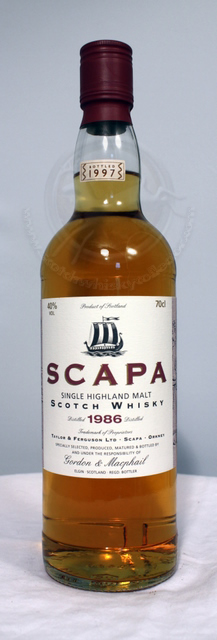 BOTTLED
1997
40%
VOL
Product of Scotland
70cl
SCAPA
SINGLE HIGHLAND MALT
SCOTCH WHISKY
Distilled 1986 Distilled
Trademark of Proprietors
TAYLOR & FERGUSON LTD - SCAPA - ORKNEY
SPECIALLY SELECTED, PRODUCED, MATURED & BOTTLED BY
AND UNDER THE RESPONSIBILITY OF
Gordon & Macphail
ELGIN · SCOTLAND · REGD. BOTTLER